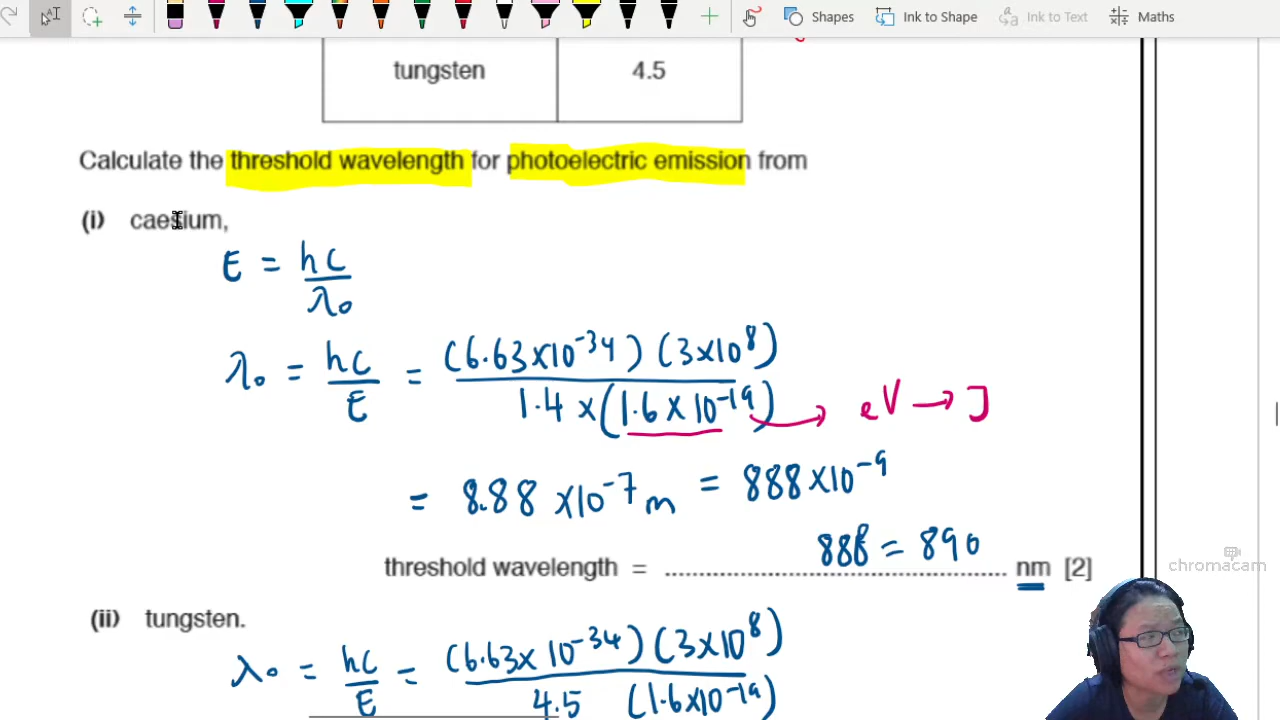 Shapes Ink to Shape Ink to Text Maths
tungsten 4.5
Calculate the threshold wavelength for photoelectric emission from
(i) caesium,
E = hc/λ₀
λ₀ = hc/E = (6.63×10⁻³⁴)(3×10⁸)/1.4×(1.6×10⁻¹⁹) → eV → J
= 8.88 ×10⁻⁷ m = 888×10⁻⁹
888 = 890
threshold wavelength = ........................................................ nm [2]
chromacam
(ii) tungsten.
λ₀ = hc/E = (6.63×10⁻³⁴)(3×10⁸)/4.5 (1.6×10⁻¹⁹)